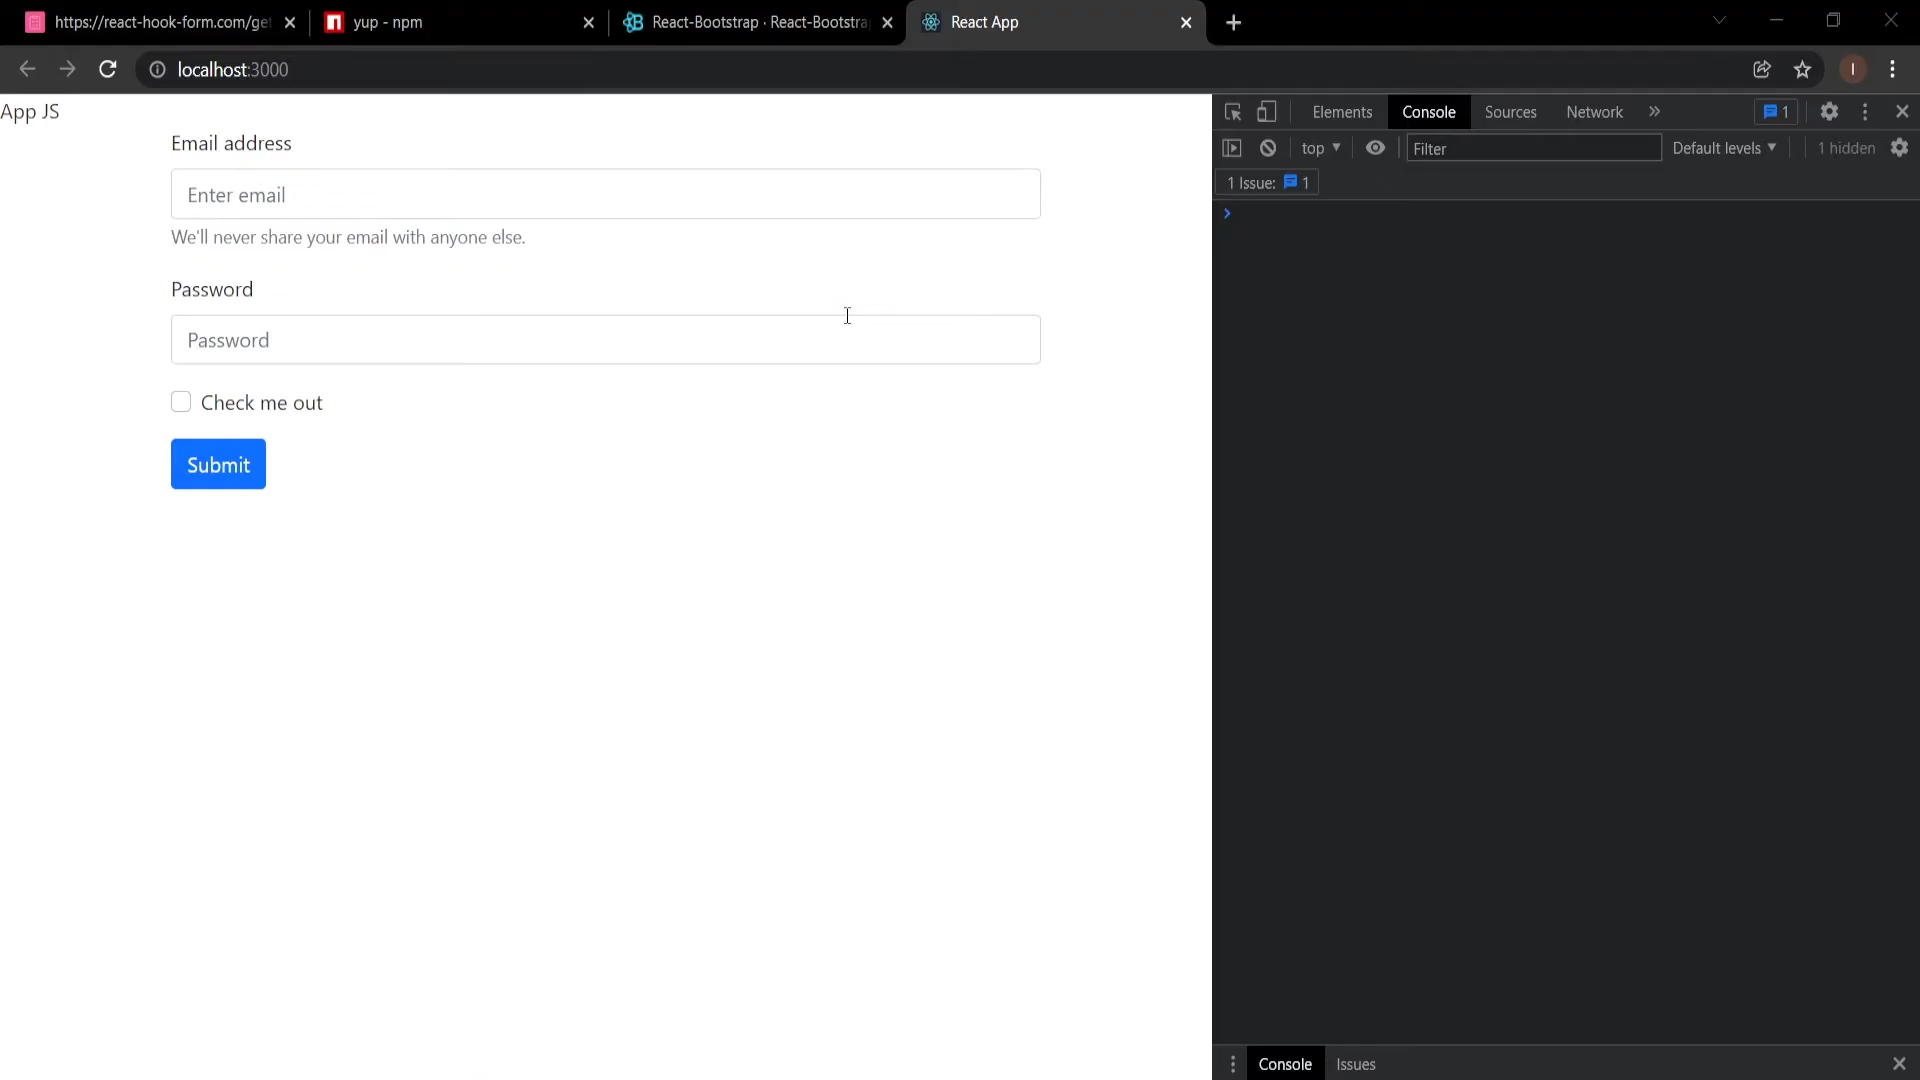 https://react-hook-form.com/get
yup - npm
React-Bootstrap · React-Bootstra
React App
localhost:3000
I
App JS
Email address
Enter email
We'll never share your email with anyone else.
Password
Password
Check me out
Submit
Elements
Console
Sources
Network
1
top
Filter
Default levels
1 hidden
1 Issue: 1
Console
Issues